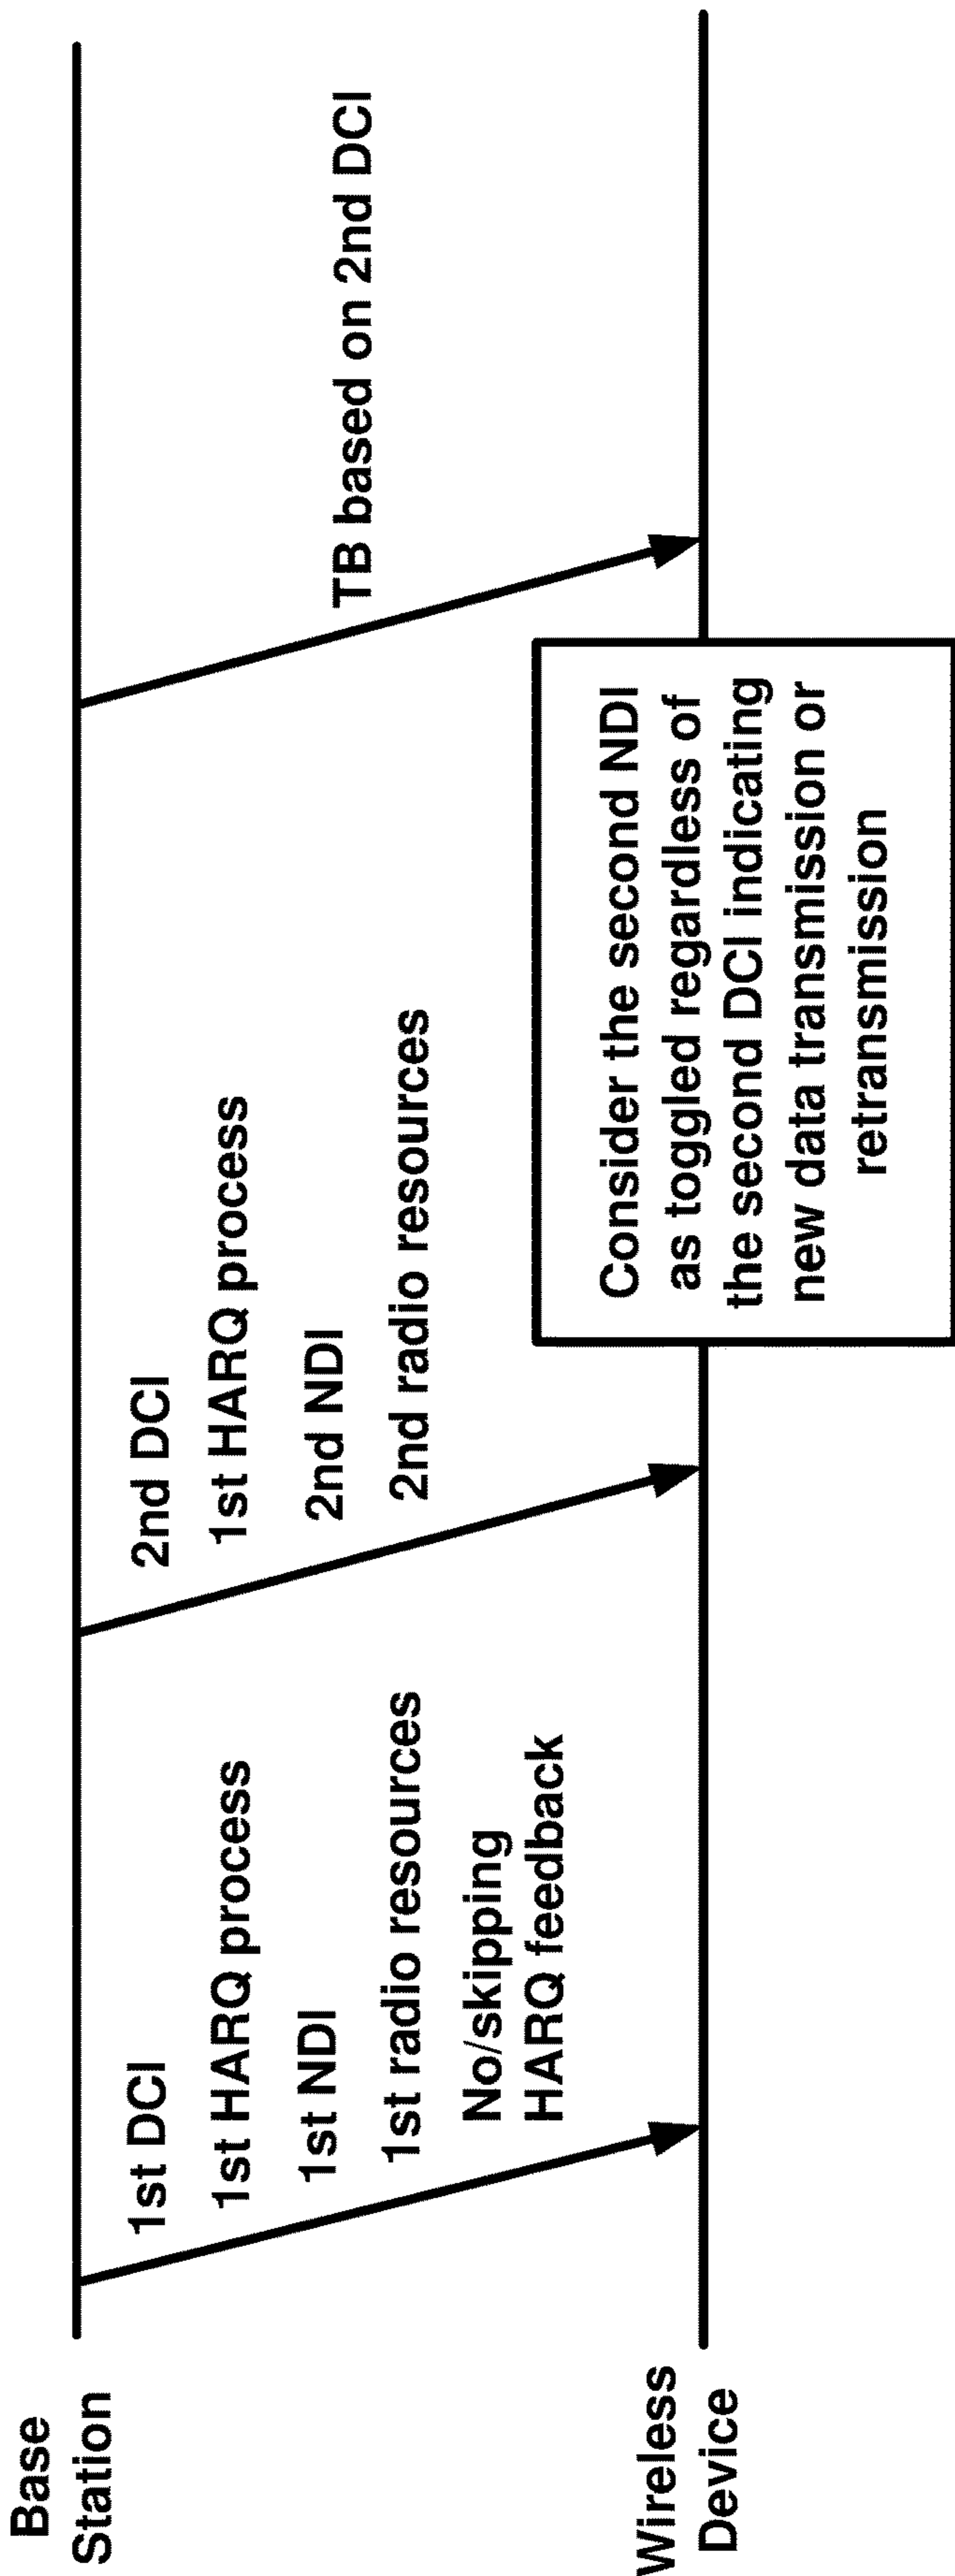 Base
Station
1st DCI
1st HARQ process
1st NDI
1st radio resources
No/skipping
HARQ feedback
2nd DCI
1st HARQ process
2nd NDI
2nd radio resources
TB based on 2nd DCI
Wireless
Device
Consider the second NDI
as toggled regardless of
the second DCI indicating
new data transmission or
retransmission